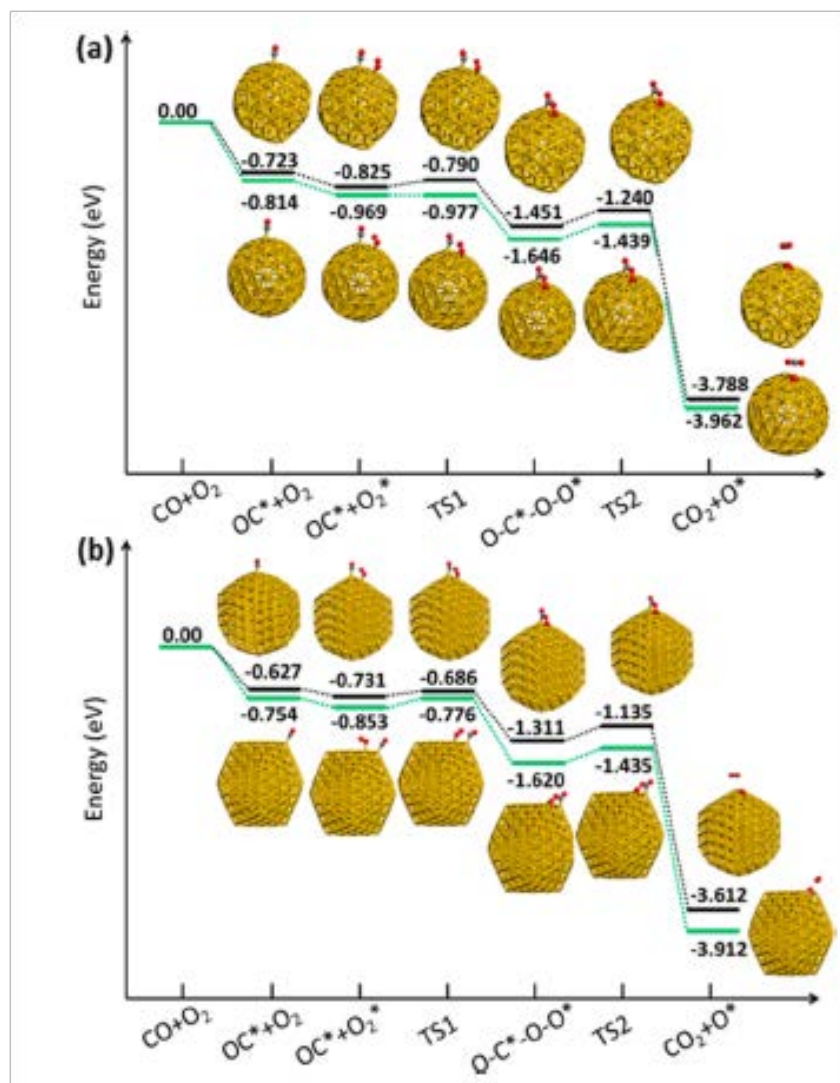 (a)
Energy (eV)
0.00
-0.723
-0.825
-0.790
-1.451
-1.240
-3.788
-0.814
-0.969
-0.977
-1.646
-1.439
-3.962
CO+O₂
OC*+O₂
OC*+O₂*
TS1
O-C*-O-O*
TS2
CO₂+O*
(b)
Energy (eV)
0.00
-0.627
-0.731
-0.686
-1.311
-1.135
-3.612
-0.754
-0.853
-0.776
-1.620
-1.435
-3.912
CO+O₂
OC*+O₂
OC*+O₂*
TS1
O-C*-O-O*
TS2
CO₂+O*